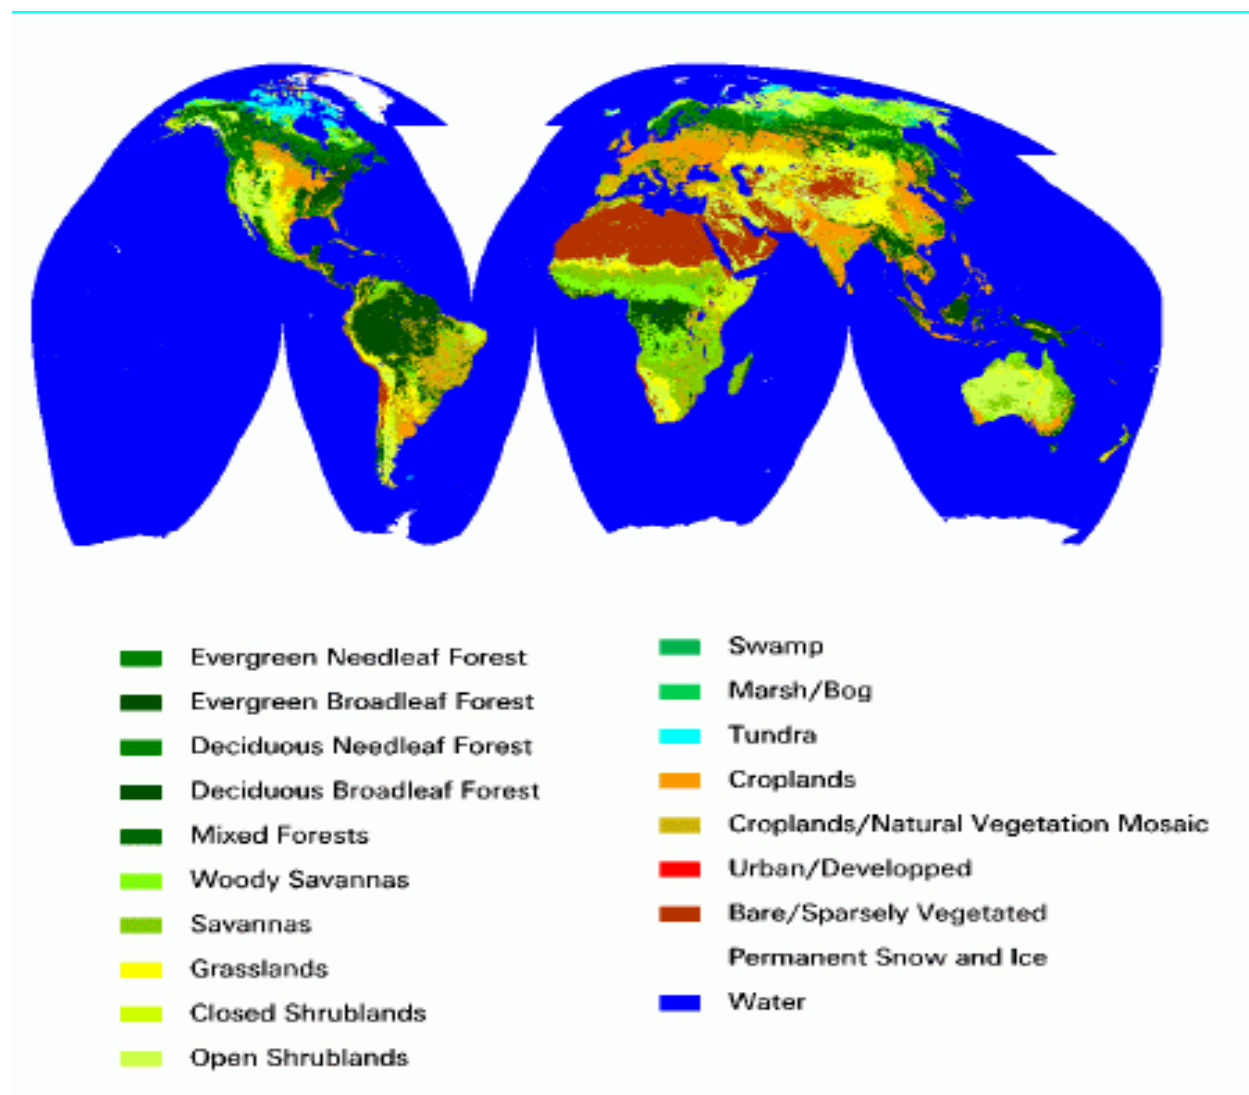 Evergreen Needleaf Forest
Evergreen Broadleaf Forest
Deciduous Needleaf Forest
Deciduous Broadleaf Forest
Mixed Forests
Woody Savannas
Savannas
Grasslands
Closed Shrublands
Open Shrublands
Swamp
Marsh/Bog
Tundra
Croplands
Croplands/Natural Vegetation Mosaic
Urban/Developped
Bare/Sparsely Vegetated
Permanent Snow and Ice
Water